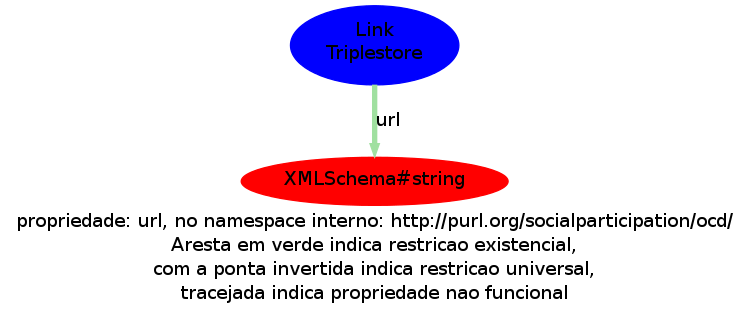 Link
Triplestore
url
XMLSchema#string
propriedade: url, no namespace interno: http://purl.org/socialparticipation/ocd/
Aresta em verde indica restricao existencial,
com a ponta invertida indica restricao universal,
tracejada indica propriedade nao funcional